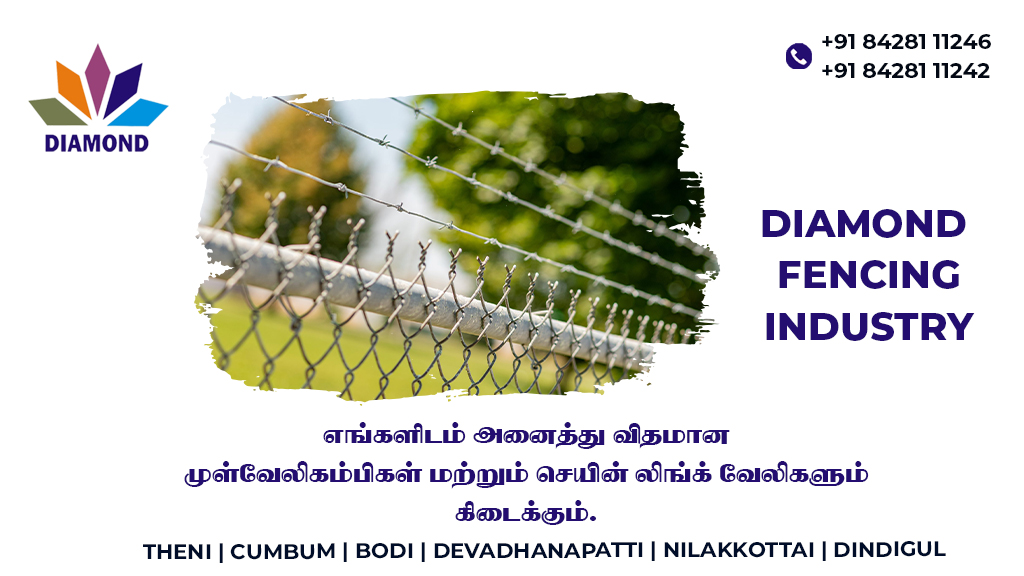 +91 84281 11246
+91 84281 11242
DIAMOND
DIAMOND
FENCING
INDUSTRY
எங்களிடம் அனைத்து விதமான
முள்வேலிகம்பிகள் மற்றும் செயின் லிங்க் வேலிகளும்
கிடைக்கும்.
THENI | CUMBUM | BODI | DEVADHANAPATTI | NILAKKOTTAI | DINDIGUL